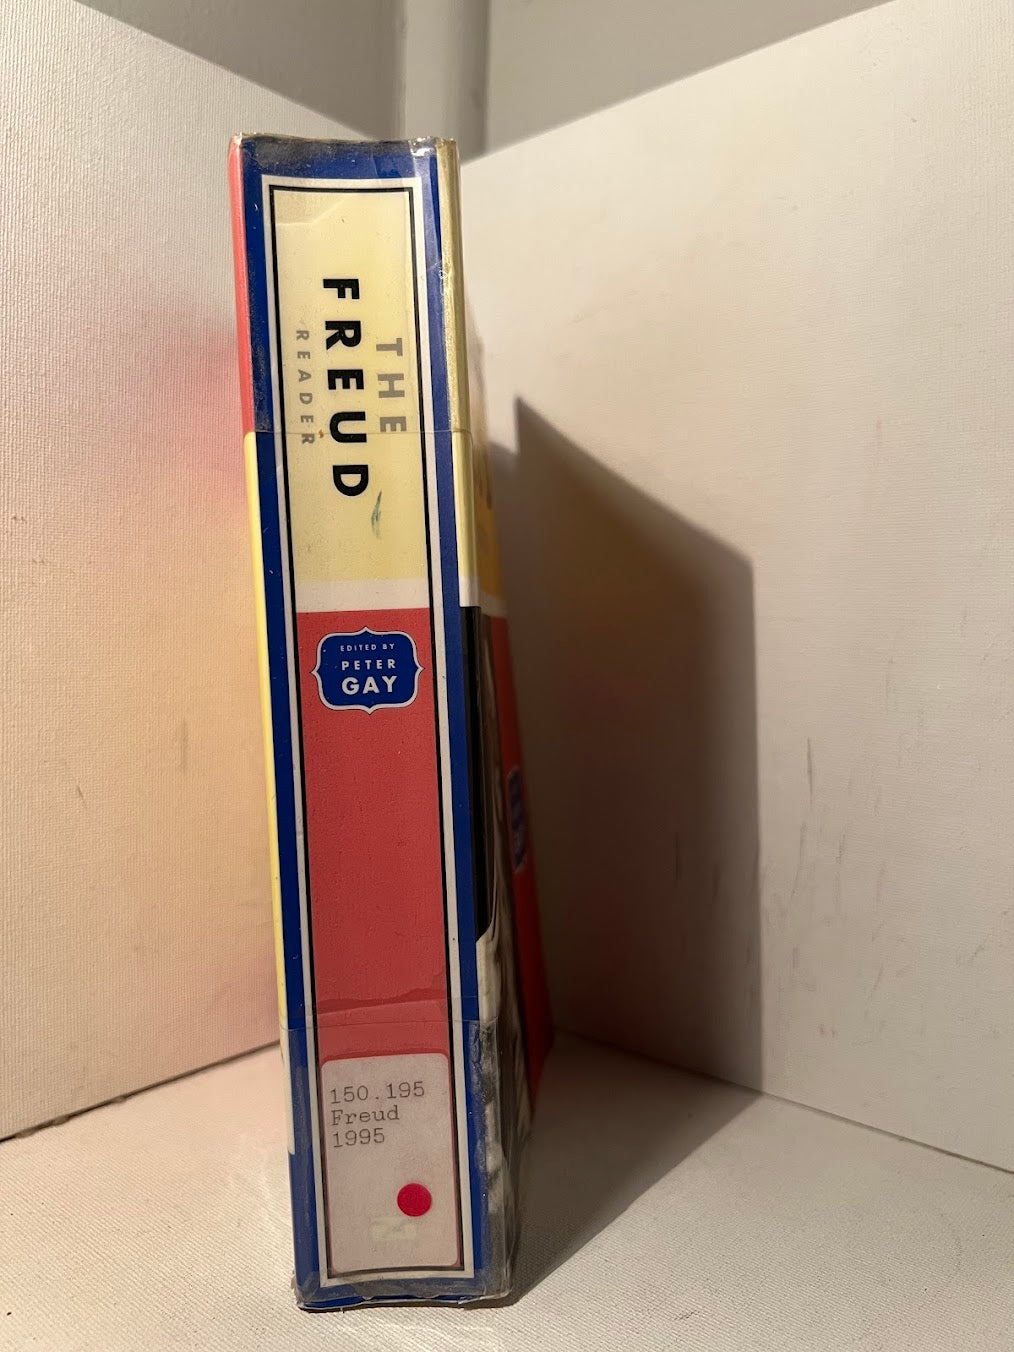 THE
FREUD
READER
EDITED BY
PETER
GAY
150.195
Freud
1995